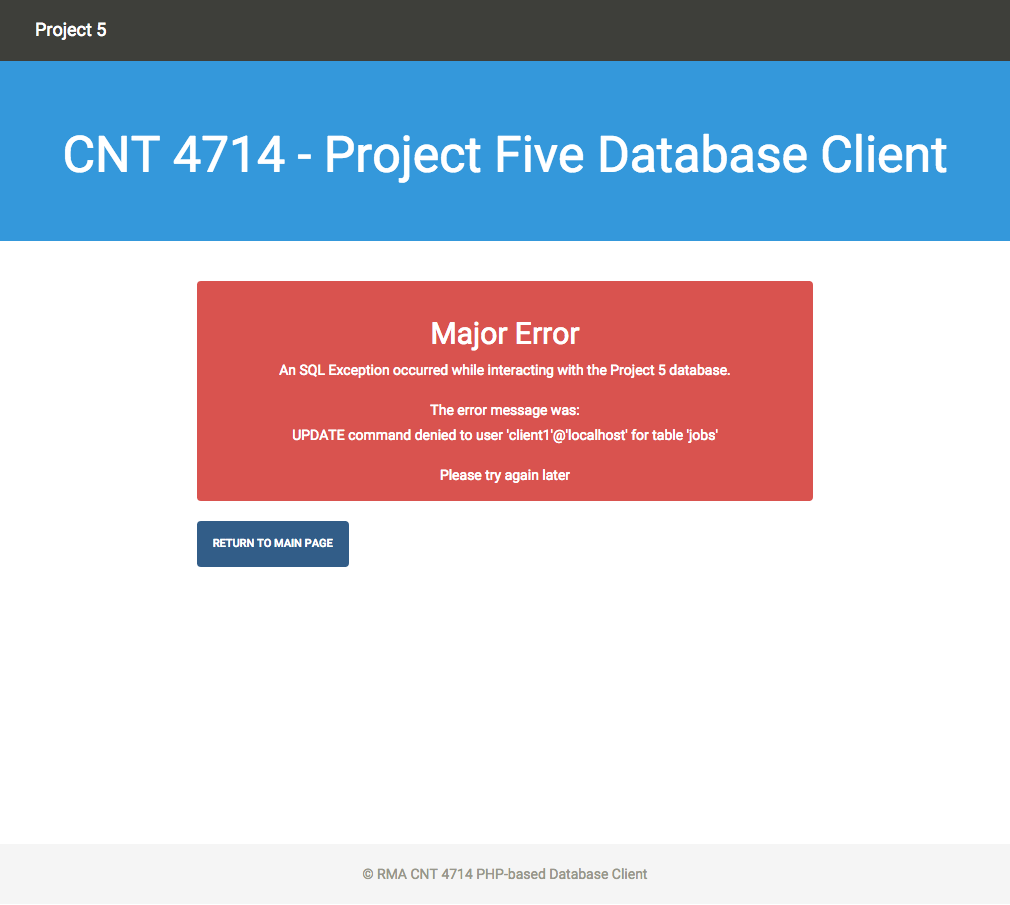 Project 5
CNT 4714 - Project Five Database Client
Major Error
An SQL Exception occurred while interacting with the Project 5 database.
The error message was:
UPDATE command denied to user 'client1'@'localhost' for table 'jobs'
Please try again later
RETURN TO MAIN PAGE
© RMA CNT 4714 PHP-based Database Client